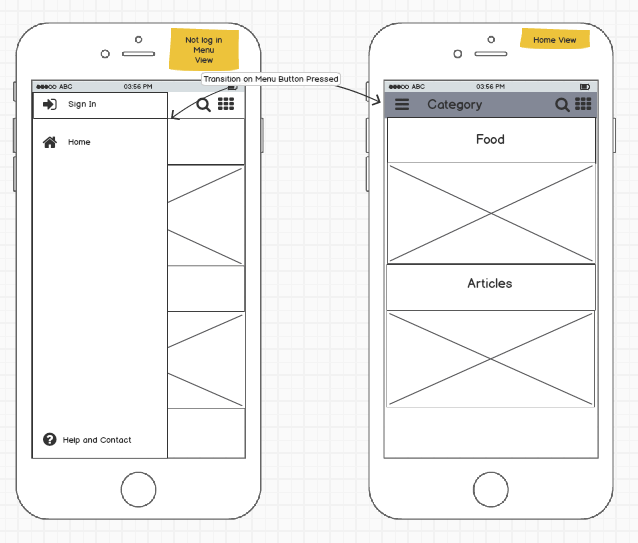 Not log in
Menu
View
Home View
Transition on Menu Button Pressed
ABC 03:56 PM
Sign In
Home
Help and Contact
ABC 03:56 PM
Category
Food
Articles